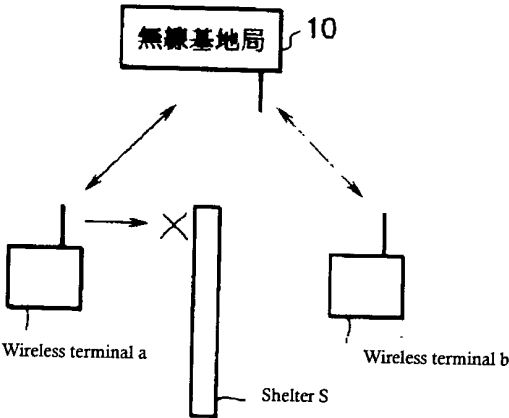 無線基地局
10
Wireless terminal a
Wireless terminal b
Shelter S